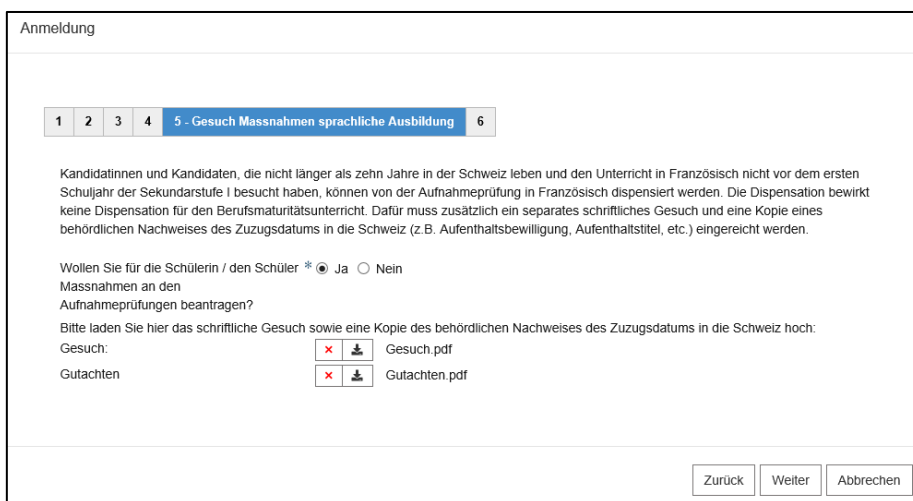 Anmeldung
1 2 3 4 5 - Gesuch Massnahmen sprachliche Ausbildung 6
Kandidatinnen und Kandidaten, die nicht länger als zehn Jahre in der Schweiz leben und den Unterricht in Französisch nicht vor dem ersten
Schuljahr der Sekundarstufe I besucht haben, können von der Aufnahmeprüfung in Französisch dispensiert werden. Die Dispensation bewirkt
keine Dispensation für den Berufsmaturitätsunterricht. Dafür muss zusätzlich ein separates schriftliches Gesuch und eine Kopie eines
behördlichen Nachweises des Zuzugsdatums in die Schweiz (z.B. Aufenthaltsbewilligung, Aufenthaltstitel, etc.) eingereicht werden.
Wollen Sie für die Schülerin / den Schüler * Ja Nein
Massnahmen an den
Aufnahmeprüfungen beantragen?
Bitte laden Sie hier das schriftliche Gesuch sowie eine Kopie des behördlichen Nachweises des Zuzugsdatums in die Schweiz hoch:
Gesuch: Gesuch.pdf
Gutachten Gutachten.pdf
Zurück Weiter Abbrechen